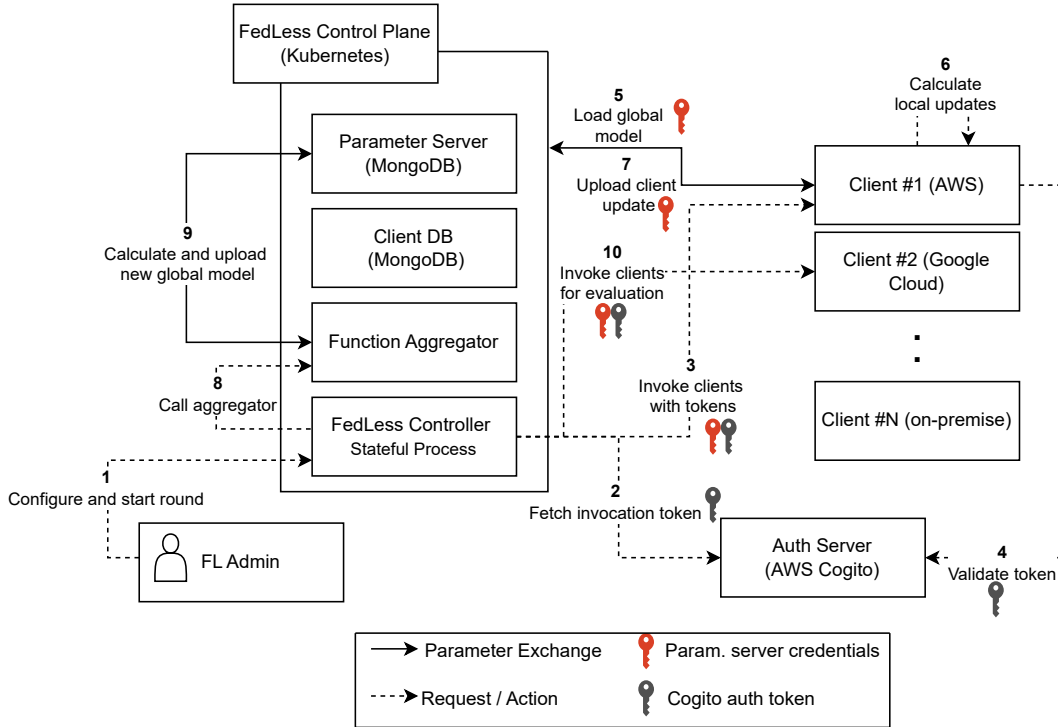 FedLess Control Plane
(Kubernetes)
Parameter Server
(MongoDB)
Client DB
(MongoDB)
Function Aggregator
FedLess Controller
Stateful Process
9
Calculate and upload
new global model
8
Call aggregator
1
Configure and start round
FL Admin
5
Load global
model
7
Upload client
update
10
Invoke clients
for evaluation
3
Invoke clients
with tokens
2
Fetch invocation token
6
Calculate
local updates
Client #1 (AWS)
Client #2 (Google
Cloud)
:
Client #N (on-premise)
Auth Server
(AWS Cogito)
4
Validate token
Parameter Exchange
Param. server credentials
Request / Action
Cogito auth token